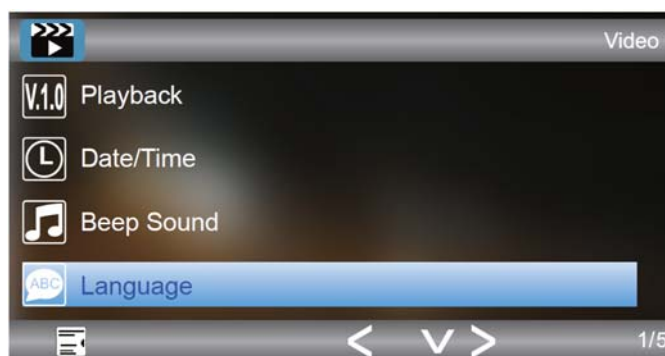 Video
V.1.0 Playback
Date/Time
Beep Sound
ABC Language
1/5